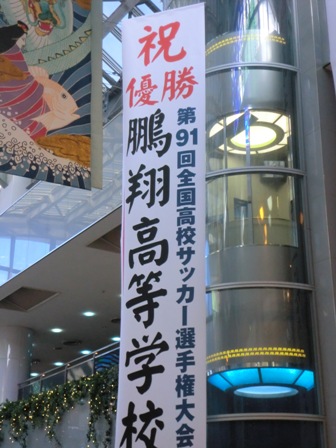 祝
優勝
第91回全国高校サッカー選手権大会
鵬翔高等学校